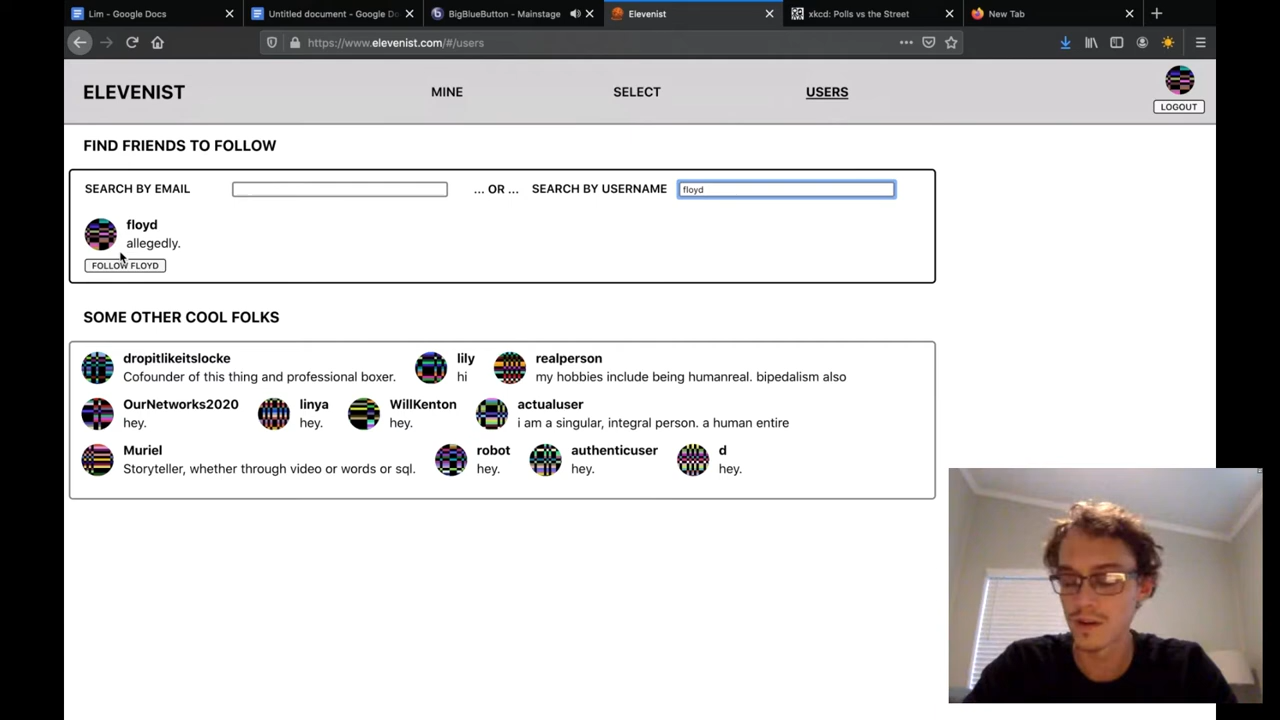 Lim - Google Docs
Untitled document - Google Do
BigBlueButton - Mainstage
Elevenist
xkcd: Polls vs the Street
New Tab
https://www.elevenist.com/#/users
ELEVENIST
MINE
SELECT
USERS
LOGOUT
FIND FRIENDS TO FOLLOW
SEARCH BY EMAIL
... OR ...
SEARCH BY USERNAME
floyd
floyd
allegedly.
FOLLOW FLOYD
SOME OTHER COOL FOLKS
dropitlikeitslocke
Cofounder of this thing and professional boxer.
lily
hi
realperson
my hobbies include being humanreal. bipedalism also
OurNetworks2020
hey.
linya
hey.
WillKenton
hey.
actualuser
i am a singular, integral person. a human entire
Muriel
Storyteller, whether through video or words or sql.
robot
hey.
authenticuser
hey.
d
hey.